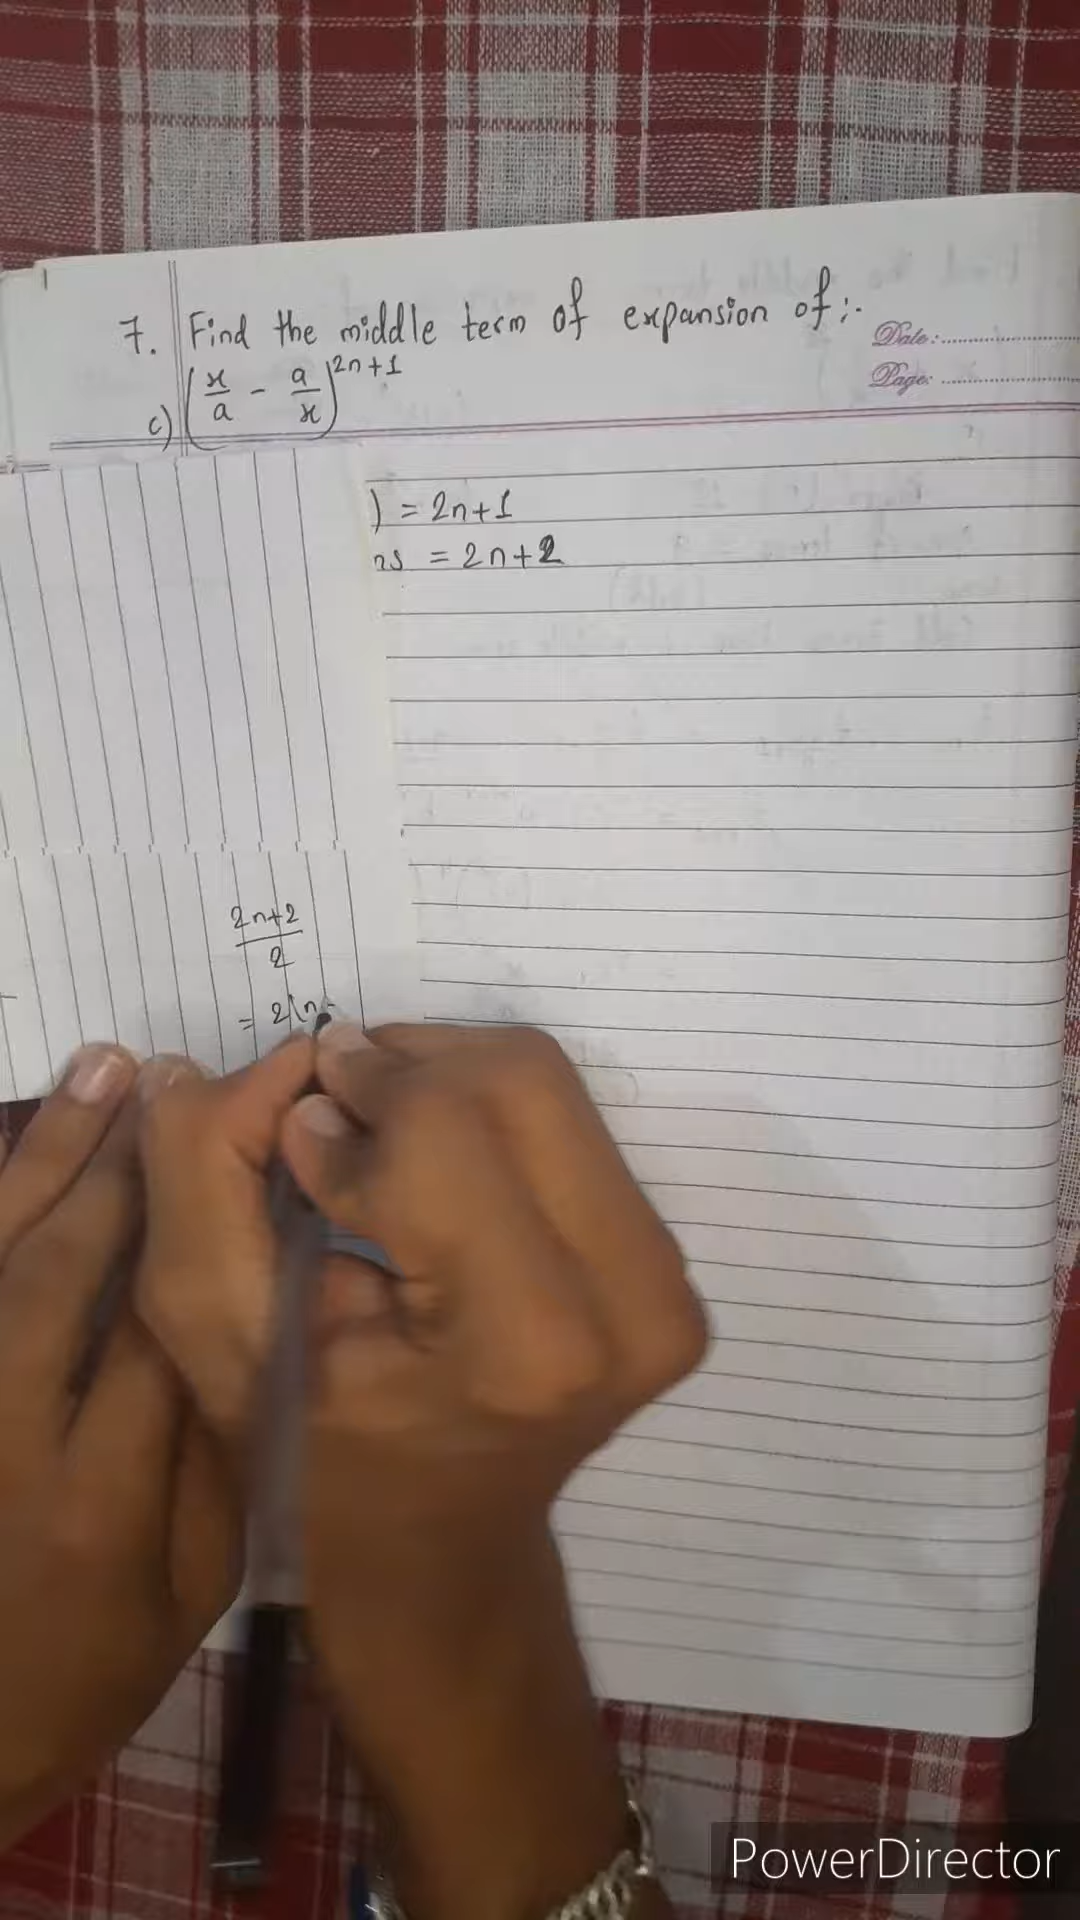 7. Find the middle term of expansion of :-
c) (x/a - a/x)^2n+1
Date:
Page:
) = 2n+1
ns = 2n+2
2n+2
2
= 2(n
PowerDirector